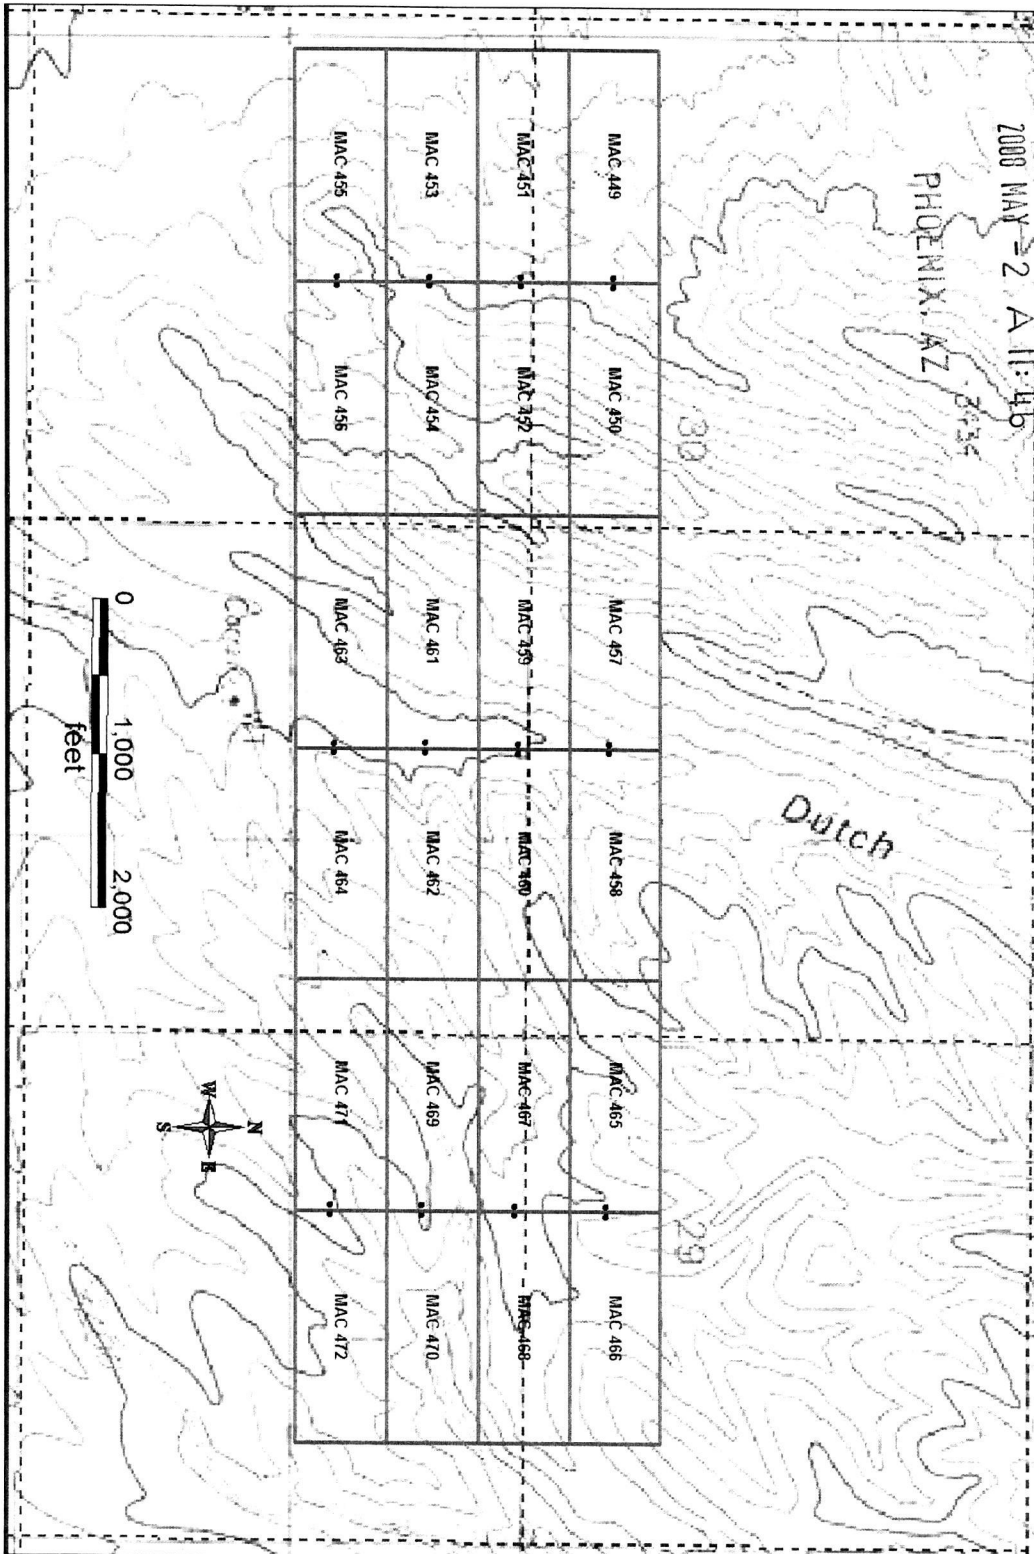 2008 MAY -2 A 11:46
PHOENIX, AZ
3434
30
29
Dutch
MAC 449
MAC 450
MAC 457
MAC 458
MAC 465
MAC 466
MAC 451
MAC 452
MAC 459
MAC 460
MAC 467
MAC 468
MAC 453
MAC 454
MAC 461
MAC 462
MAC 469
MAC 470
MAC 455
MAC 456
MAC 463
MAC 464
MAC 471
MAC 472
WT
N
W
E
S
0
1,000
2,000
feet